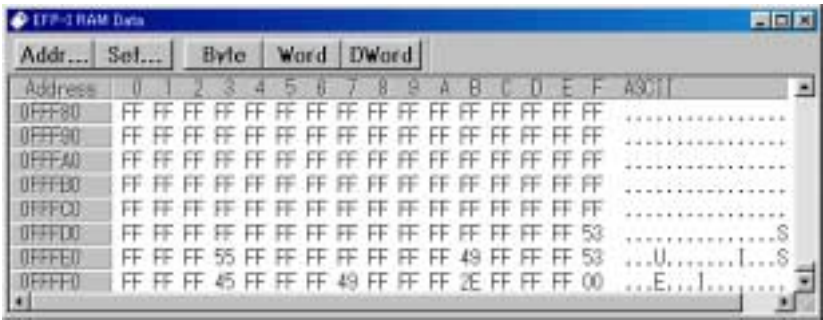 EFP-I RAM Data
Addr... Set... Byte Word DWord
Address 0 1 2 3 4 5 6 7 8 9 A B C D E F ASCII
0FFF80 FF FF FF FF FF FF FF FF FF FF FF FF FF FF FF FF ................
0FFF90 FF FF FF FF FF FF FF FF FF FF FF FF FF FF FF FF ................
0FFFA0 FF FF FF FF FF FF FF FF FF FF FF FF FF FF FF FF ................
0FFFB0 FF FF FF FF FF FF FF FF FF FF FF FF FF FF FF FF ................
0FFFC0 FF FF FF FF FF FF FF FF FF FF FF FF FF FF FF FF ................
0FFFD0 FF FF FF FF FF FF FF FF FF FF FF FF FF FF FF 53 ...............S
0FFFE0 FF FF FF 55 FF FF FF FF FF FF FF 49 FF FF FF 53 ...U.......I...S
0FFFF0 FF FF FF 45 FF FF FF 49 FF FF FF 2E FF FF FF 00 ...E...I........